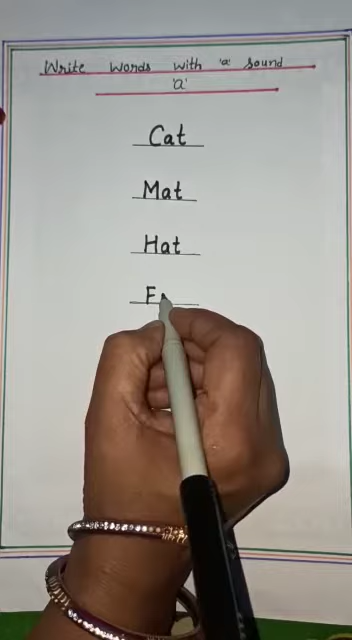 Write words with 'a' sound
'a'
Cat
Mat
Hat
F